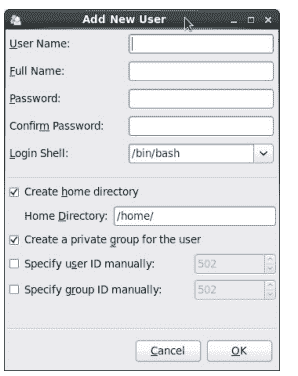 Add New User
User Name:
Full Name:
Password:
Confirm Password:
Login Shell: /bin/bash
Create home directory
Home Directory: /home/
Create a private group for the user
Specify user ID manually: 502
Specify group ID manually: 502
Cancel OK